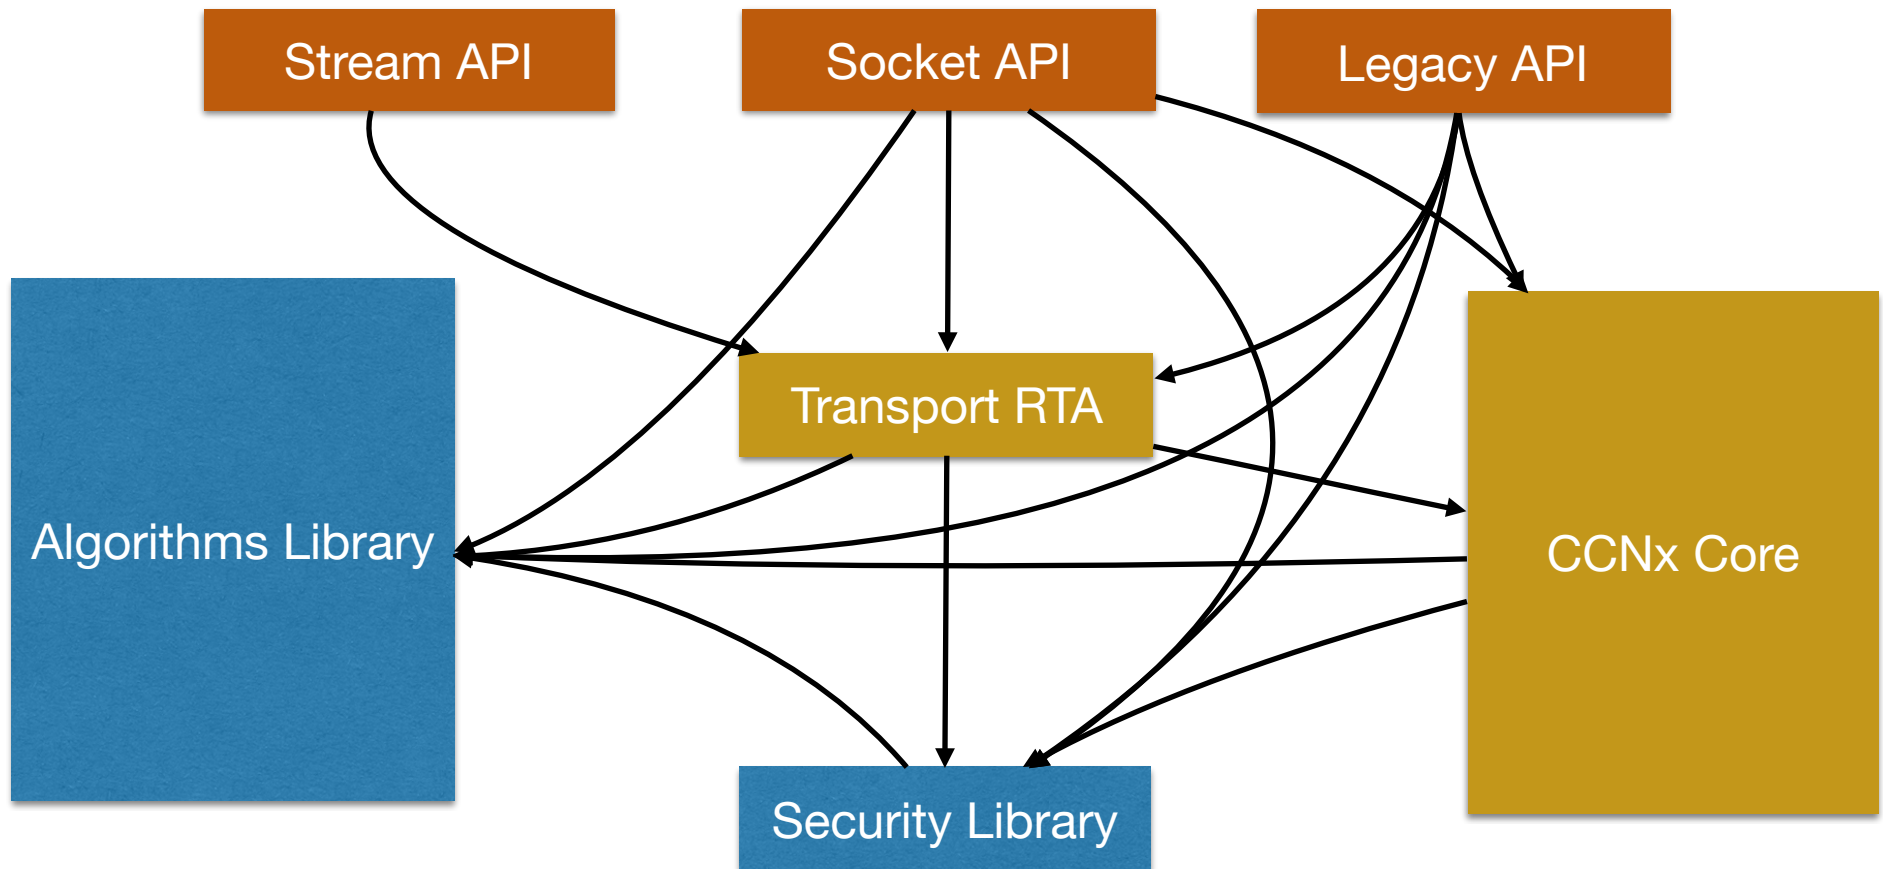 Stream API
Socket API
Legacy API
Transport RTA
Algorithms Library
CCNx Core
Security Library